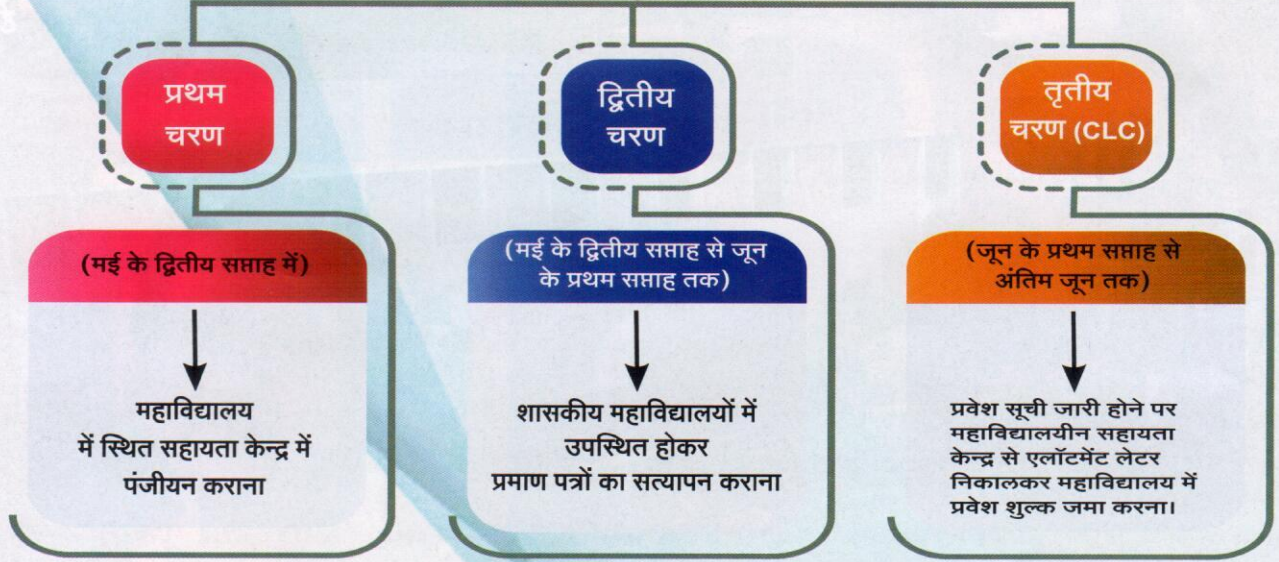 प्रथम
चरण
(मई के द्वितीय सप्ताह में)
महाविद्यालय
में स्थित सहायता केन्द्र में
पंजीयन कराना
द्वितीय
चरण
(मई के द्वितीय सप्ताह से जून
के प्रथम सप्ताह तक)
शासकीय महाविद्यालयों में
उपस्थित होकर
प्रमाण पत्रों का सत्यापन कराना
तृतीय
चरण (CLC)
(जून के प्रथम सप्ताह से
अंतिम जून तक)
प्रवेश सूची जारी होने पर
महाविद्यालयीन सहायता
केन्द्र से एलॉटमेंट लेटर
निकालकर महाविद्यालय में
प्रवेश शुल्क जमा करना।